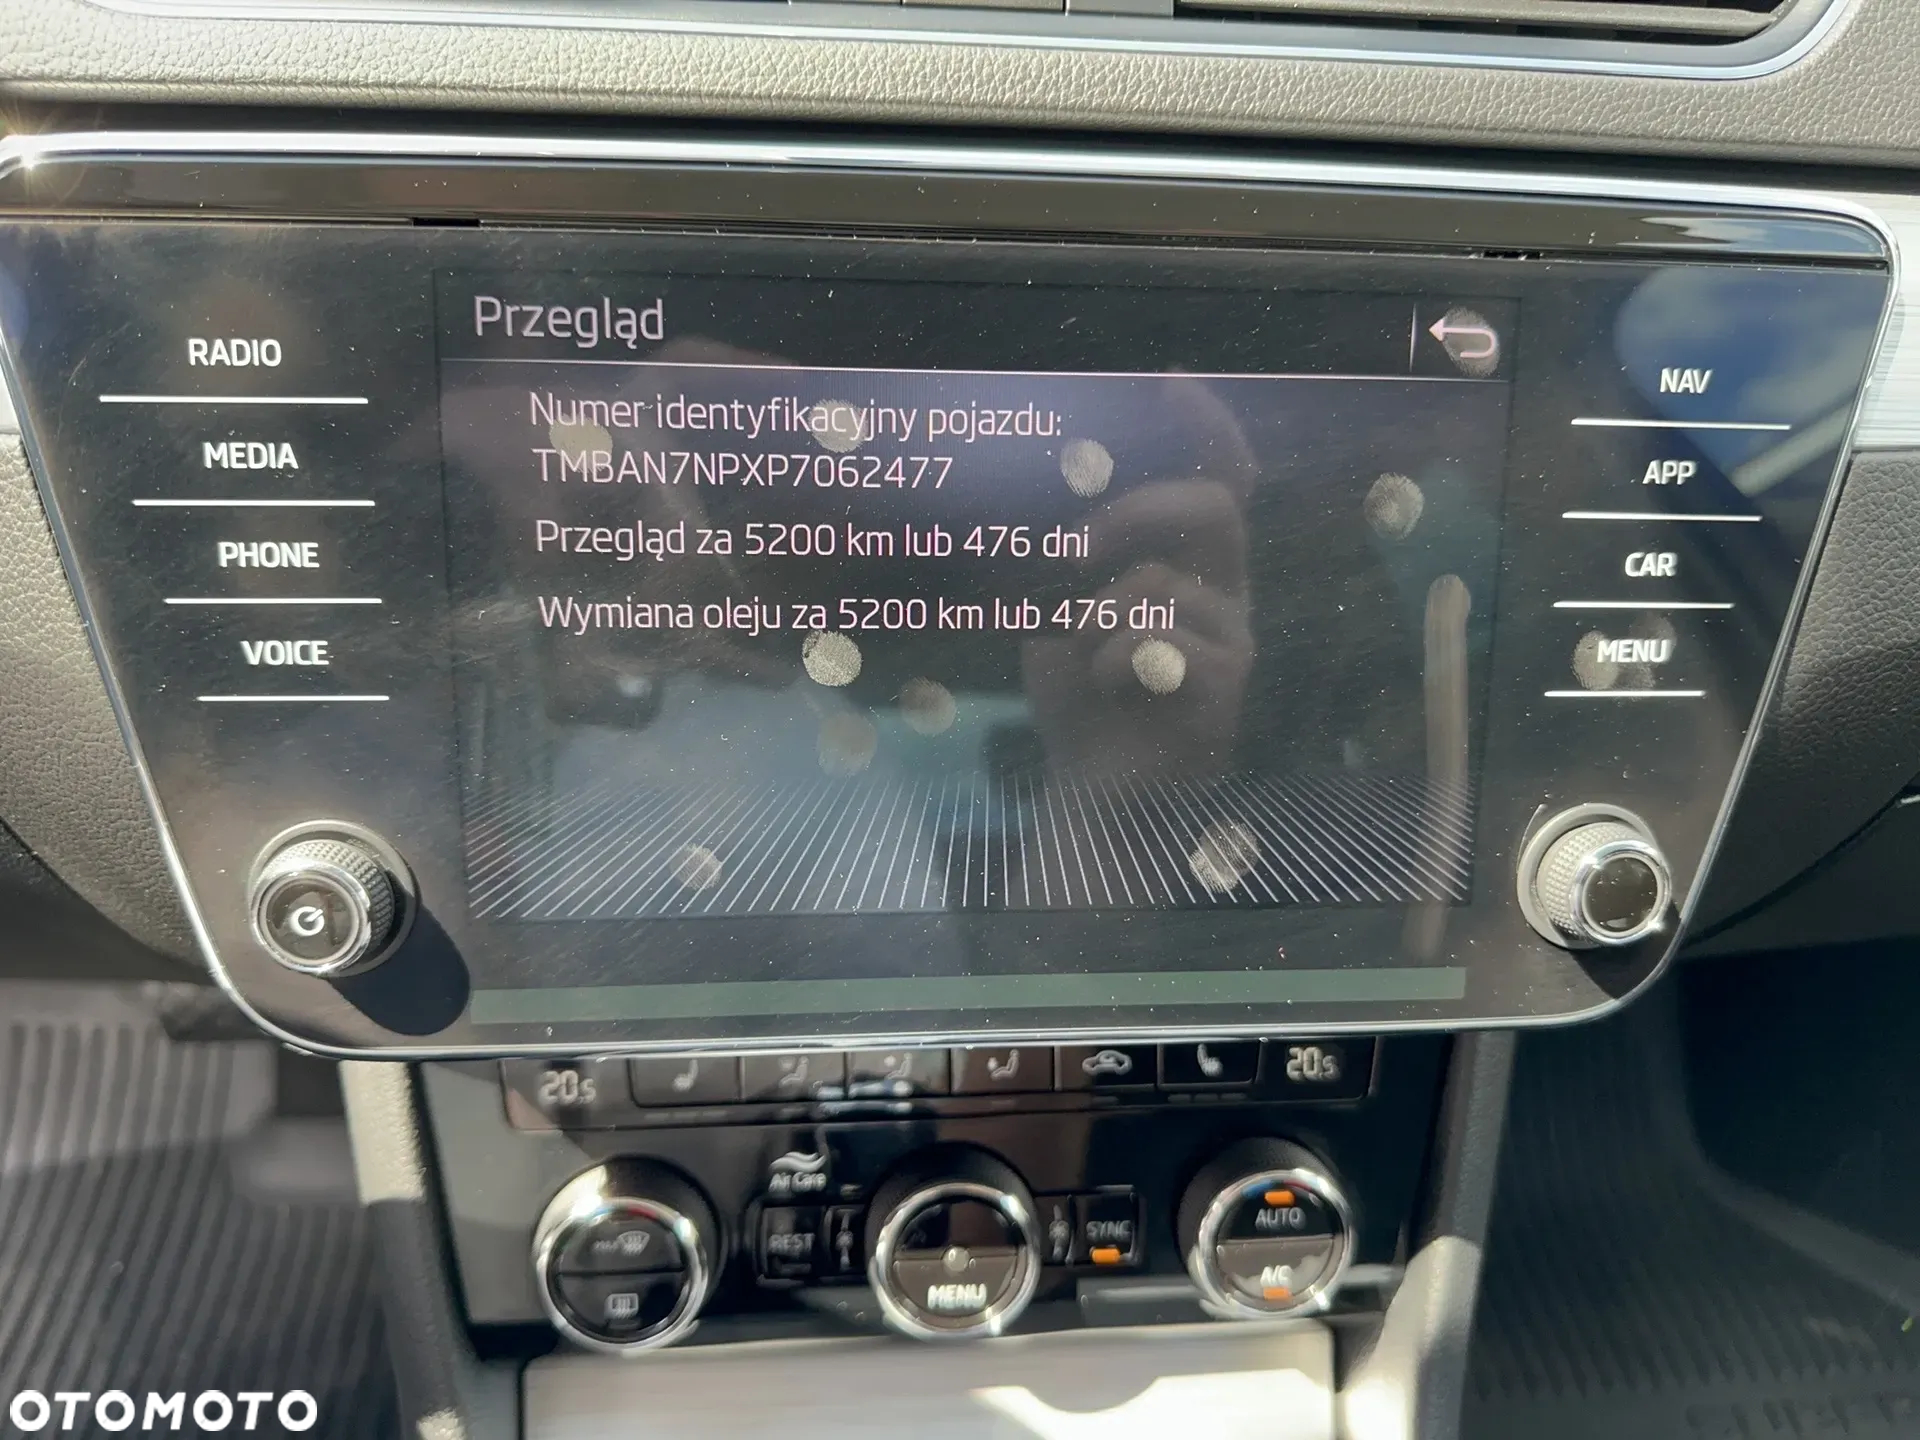 Przegląd
RADIO
MEDIA
PHONE
VOICE
Numer identyfikacyjny pojazdu:
TMBAN7NPXP7062477
Przegląd za 5200 km lub 476 dni
Wymiana oleju za 5200 km lub 476 dni
NAV
APP
CAR
MENU
20.5
20.5
Air Care
REST
MENU
SYNC
AUTO
A/C
OTOMOTO